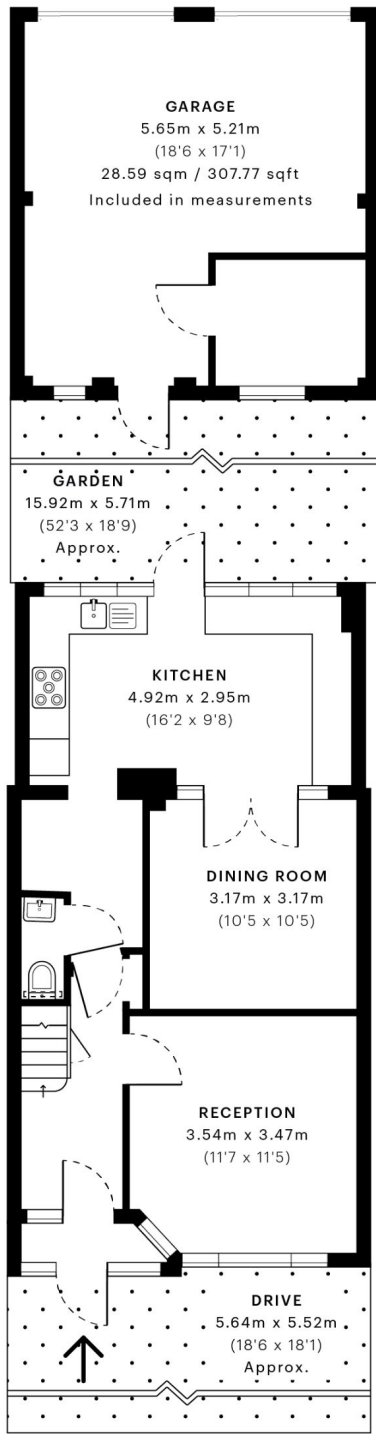 GARAGE
5.65m x 5.21m
(18'6 x 17'1)
28.59 sqm / 307.77 sqft
Included in measurements
GARDEN
15.92m x 5.71m
(52'3 x 18'9)
Approx.
KITCHEN
4.92m x 2.95m
(16'2 x 9'8)
DINING ROOM
3.17m x 3.17m
(10'5 x 10'5)
RECEPTION
3.54m x 3.47m
(11'7 x 11'5)
DRIVE
5.64m x 5.52m
(18'6 x 18'1)
Approx.